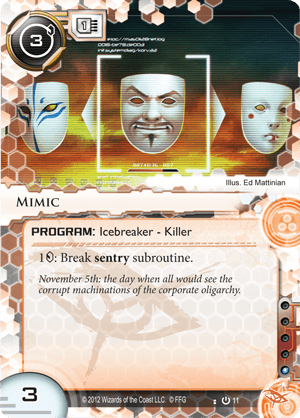 3
1
Illus. Ed Mattinian
MIMIC
PROGRAM: Icebreaker - Killer
1: Break sentry subroutine.
November 5th: the day when all would see the
corrupt machinations of the corporate oligarchy.
3
© 2012 Wizards of the Coast LLC. © FFG
11